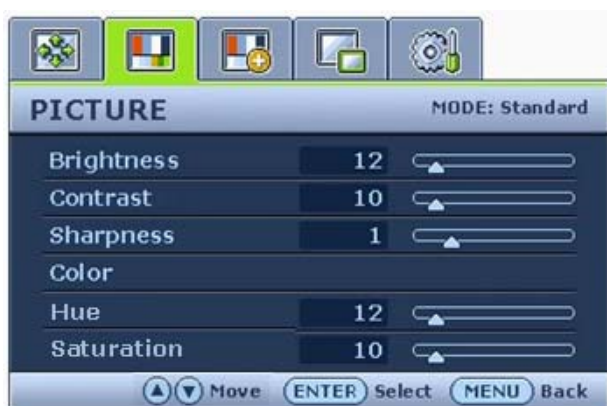 PICTURE MODE: Standard
Brightness 12
Contrast 10
Sharpness 1
Color
Hue 12
Saturation 10
Move ENTER Select MENU Back